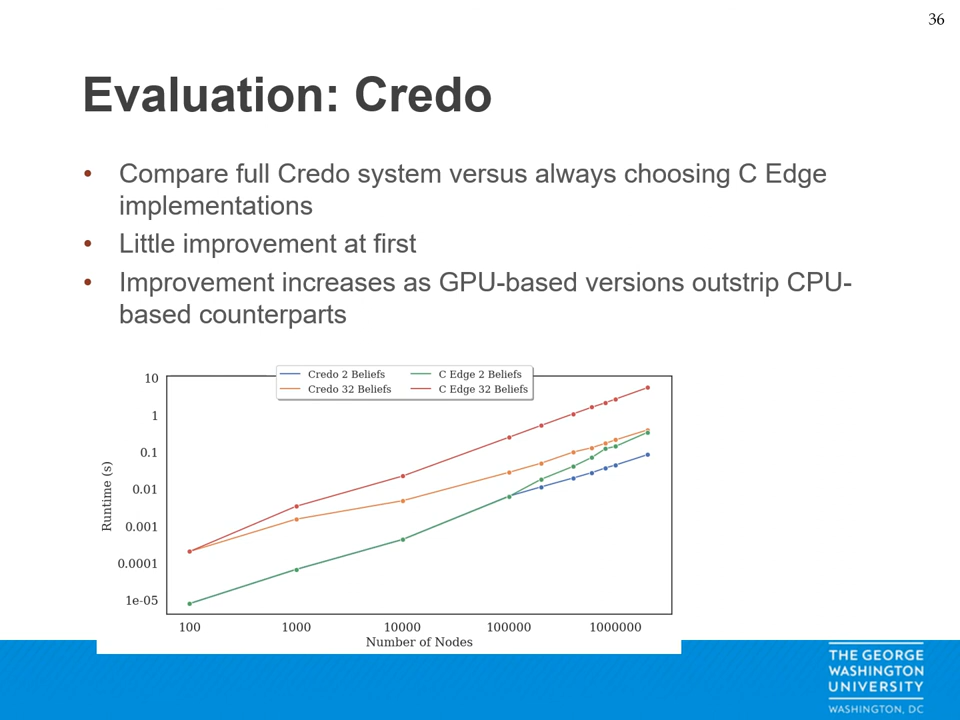 36
Evaluation: Credo
• Compare full Credo system versus always choosing C Edge
implementations
• Little improvement at first
• Improvement increases as GPU-based versions outstrip CPU-
based counterparts
Credo 2 Beliefs
Credo 32 Beliefs
C Edge 2 Beliefs
C Edge 32 Beliefs
10
1
0.1
0.01
0.001
0.0001
1e-05
Runtime (s)
100 1000 10000 100000 1000000
Number of Nodes
THE GEORGE
WASHINGTON
UNIVERSITY
WASHINGTON, DC